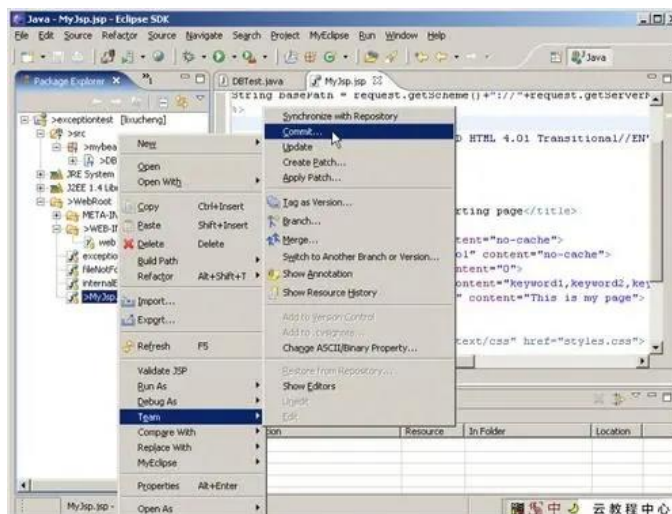 Java - MyJsp.jsp - Eclipse SDK
File Edit Source Refactor Source Navigate Search Project MyEclipse Run Window Help
Java
Package Explorer
DBTest.java
MyJsp.jsp
String basePath = request.getScheme()+"://"+request.getServerN
%>
>exceptiontest [lixucheng]
>src
>mybea
>DB
JRE System
J2EE 1.4 Libr
>WebRoot
META-IN
>WEB-IN
web
exceptio
fileNotFo
internalE
>MyJsp.
New
Open
Open With
Copy Ctrl+Insert
Paste Shift+Insert
Delete Delete
Build Path
Refactor Alt+Shift+T
Import...
Export...
Refresh F5
Validate JSP
Run As
Debug As
Team
Compare With
Replace With
MyEclipse
Properties Alt+Enter
Open As
Synchronize with Repository
Commit...
Update
Create Patch...
Apply Patch...
Tag as Version...
Branch...
Merge...
Switch to Another Branch or Version...
Show Annotation
Show Resource History
Add to Version Control
Add to .cvsignore...
Change ASCII/Binary Property...
Restore from Repository...
Show Editors
Unedit
Edit
D HTML 4.01 Transitional//EN"
rting page</title>
tent="no-cache">
ol" content="no-cache">
ntent="0">
ontent="keyword1,keyword2,key
" content="This is my page">
text/css" href="styles.css">
tion Resource In Folder Location
MyJsp.jsp -
中
云教程中心